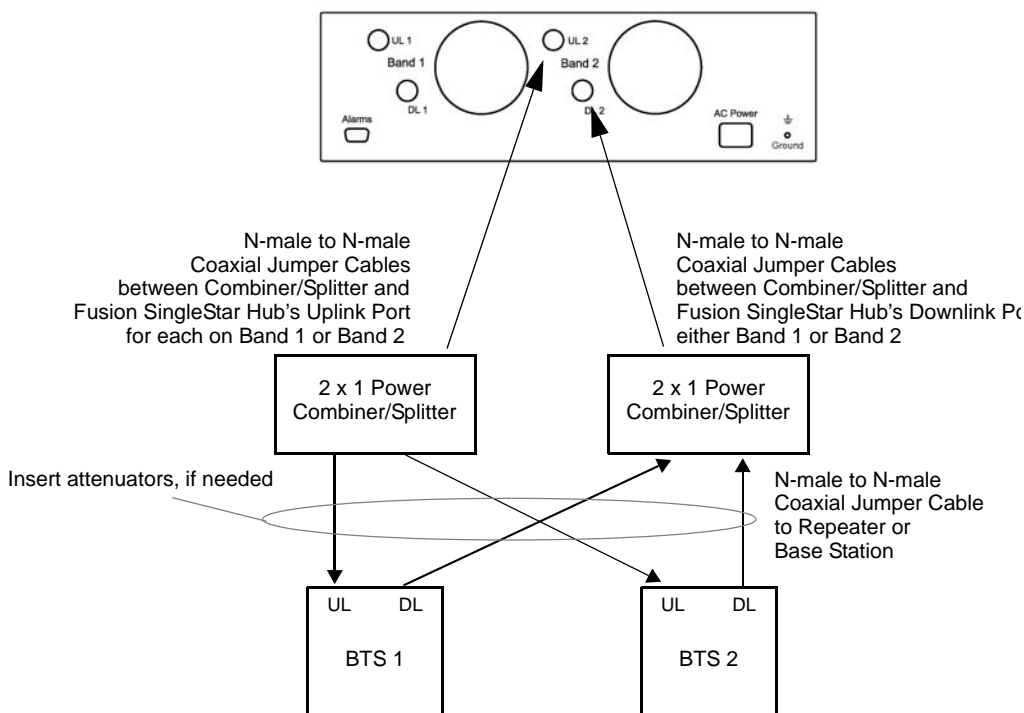 UL 1
UL 2
Band 1
Band 2
DL 1
DL 2
Alarms
AC Power
Ground
N-male to N-male
Coaxial Jumper Cables
between Combiner/Splitter and
Fusion SingleStar Hub's Uplink Port
for each on Band 1 or Band 2
N-male to N-male
Coaxial Jumper Cables
between Combiner/Splitter and
Fusion SingleStar Hub's Downlink Po
either Band 1 or Band 2
2 x 1 Power
Combiner/Splitter
2 x 1 Power
Combiner/Splitter
Insert attenuators, if needed
N-male to N-male
Coaxial Jumper Cable
to Repeater or
Base Station
UL DL
BTS 1
UL DL
BTS 2